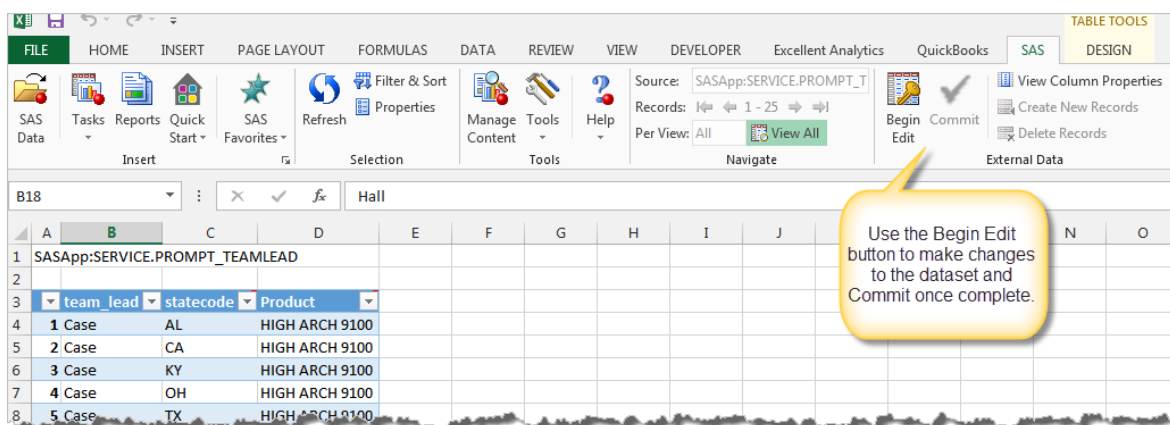 TABLE TOOLS
FILE HOME INSERT PAGE LAYOUT FORMULAS DATA REVIEW VIEW DEVELOPER Excellent Analytics QuickBooks SAS DESIGN
SAS Data
Tasks Reports Quick Start
Insert
SAS Favorites
Refresh
Filter & Sort
Properties
Selection
Manage Content
Tools
Tools
Help
Source: SASApp:SERVICE.PROMPT_T
Records: 1 - 25
Per View: All View All
Navigate
Begin Edit
Commit
View Column Properties
Create New Records
Delete Records
External Data
B18 fx Hall
A B C D E F G H I J N O
1 SASApp:SERVICE.PROMPT_TEAMLEAD
2
3 team_lead statecode Product
4 1 Case AL HIGH ARCH 9100
5 2 Case CA HIGH ARCH 9100
6 3 Case KY HIGH ARCH 9100
7 4 Case OH HIGH ARCH 9100
8 5 Case TX HIGH ARCH 9100
Use the Begin Edit
button to make changes
to the dataset and
Commit once complete.